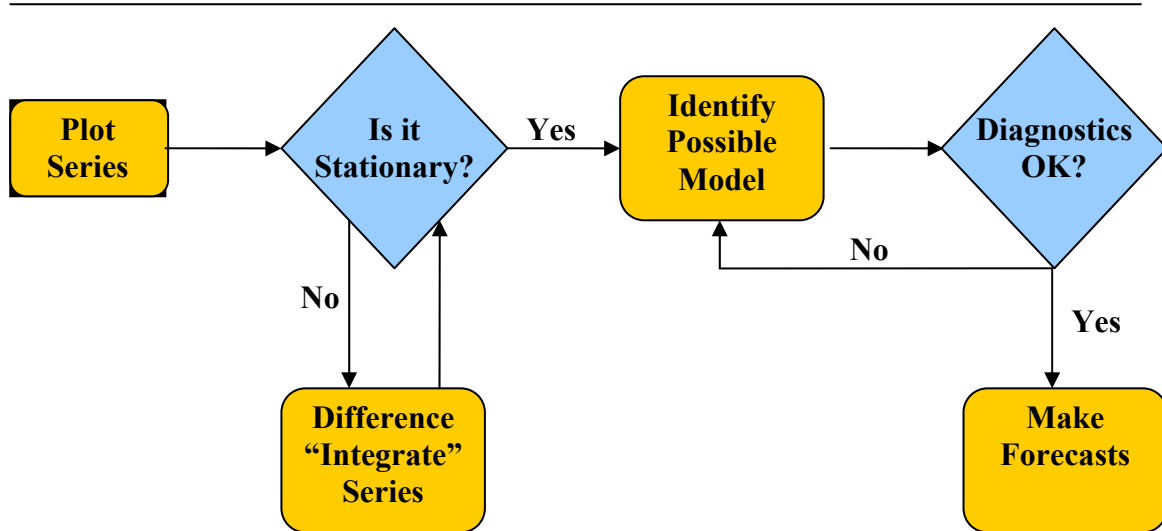 Plot
Series
Is it
Stationary?
Yes
Identify
Possible
Model
Diagnostics
OK?
No
No
Yes
Difference
“Integrate”
Series
Make
Forecasts